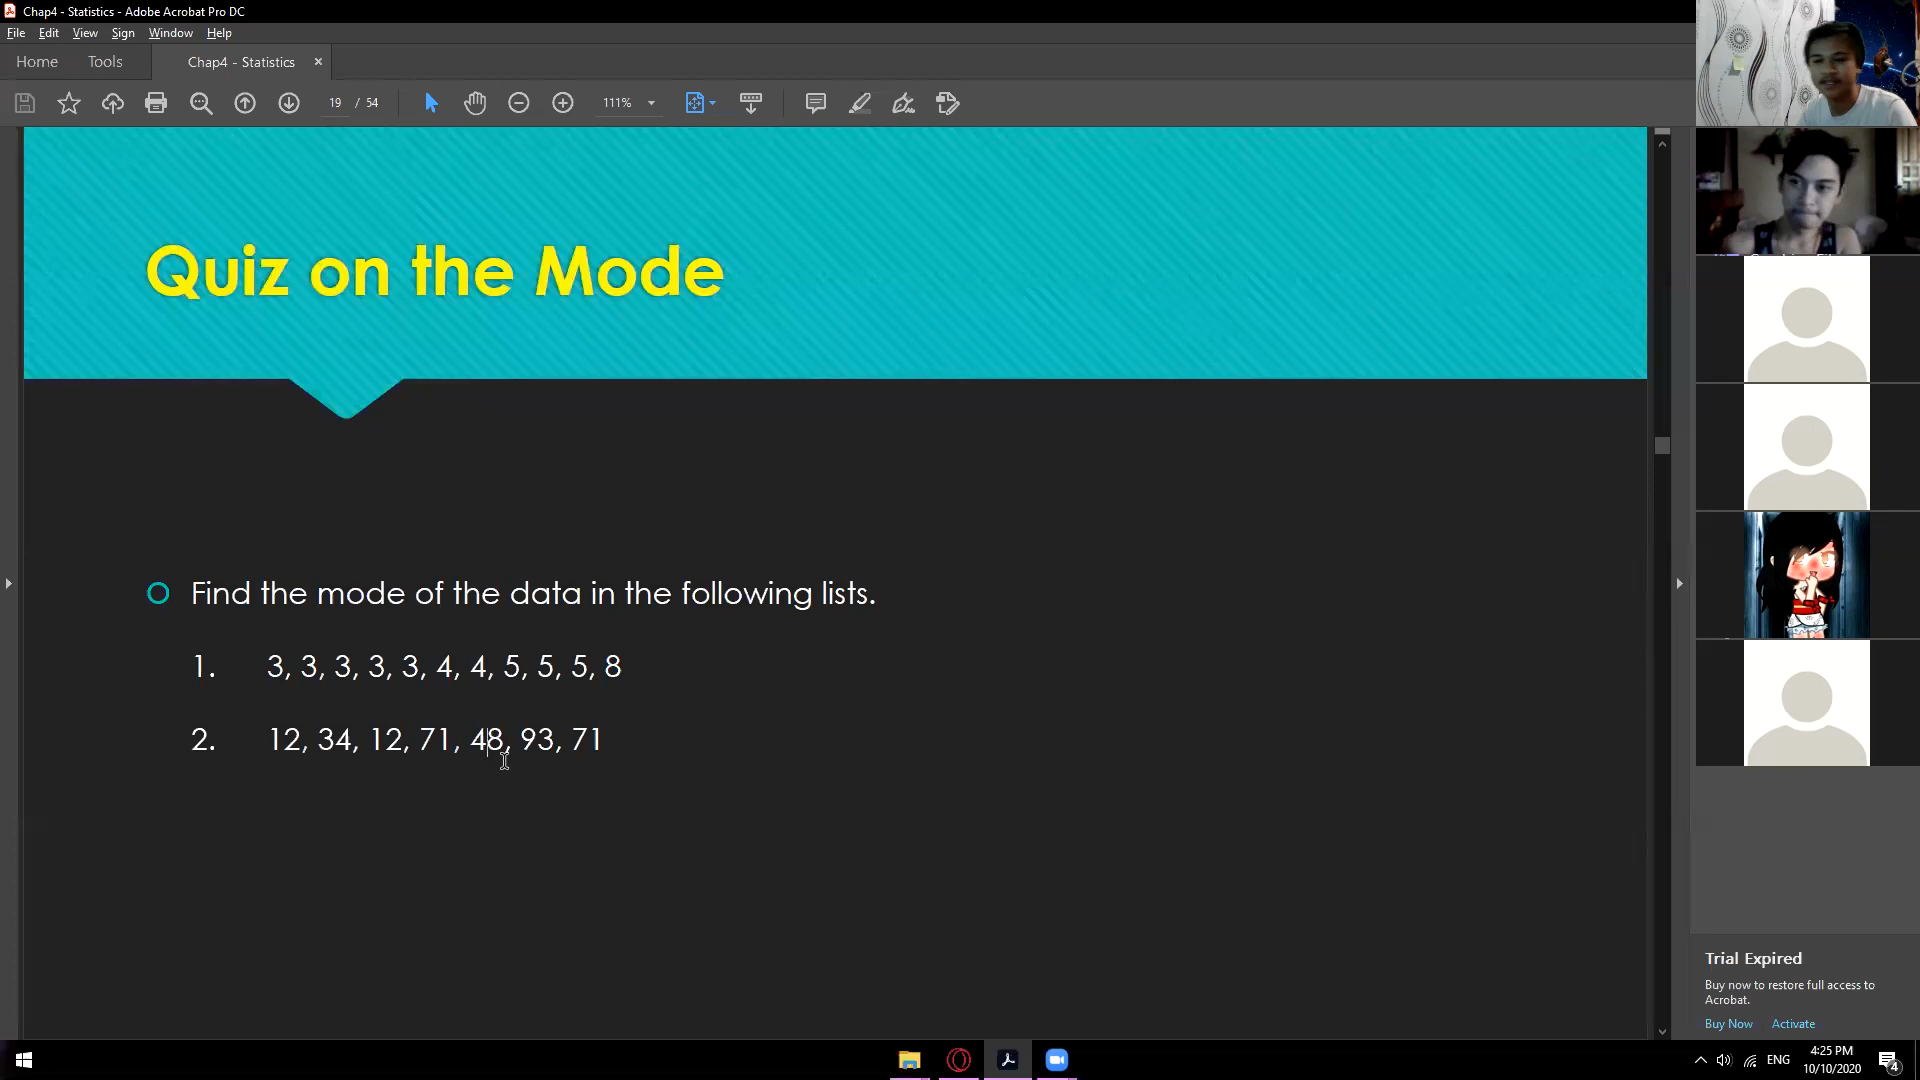 Chap4 - Statistics - Adobe Acrobat Pro DC
File Edit View Sign Window Help
Home Tools Chap4 - Statistics ×
19 / 54 111%
Quiz on the Mode
Find the mode of the data in the following lists.
1. 3, 3, 3, 3, 3, 4, 4, 5, 5, 5, 8
2. 12, 34, 12, 71, 48, 93, 71
Trial Expired
Buy now to restore full access to
Acrobat.
Buy Now Activate
ENG
4:25 PM
10/10/2020
4